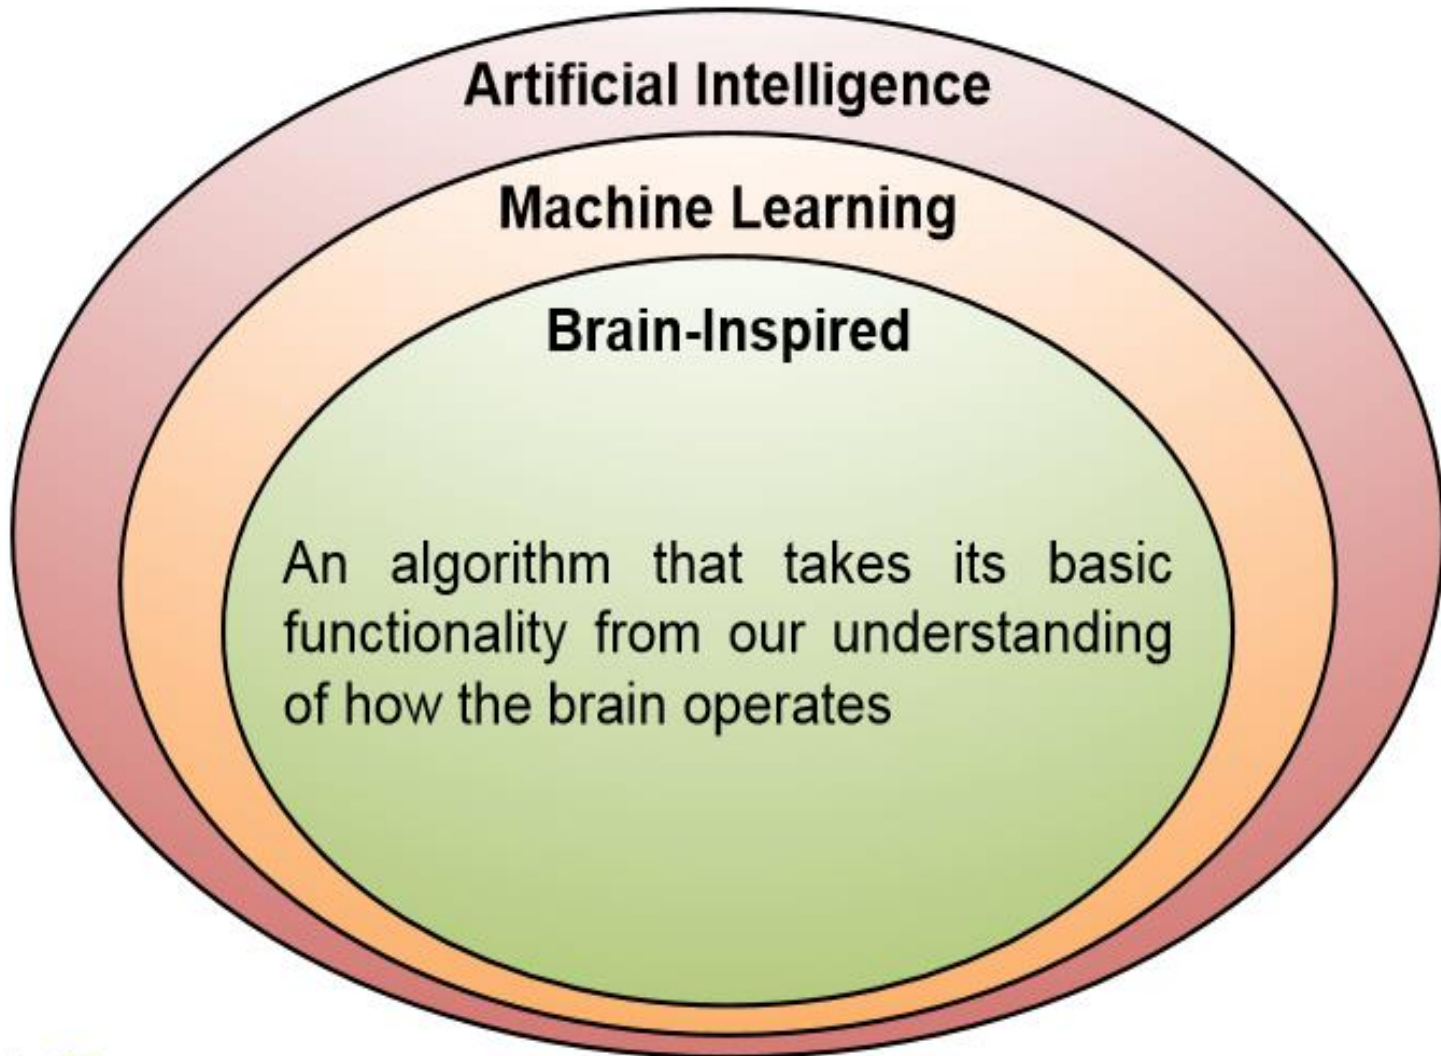 Artificial Intelligence
Machine Learning
Brain-Inspired
An algorithm that takes its basic
functionality from our understanding
of how the brain operates